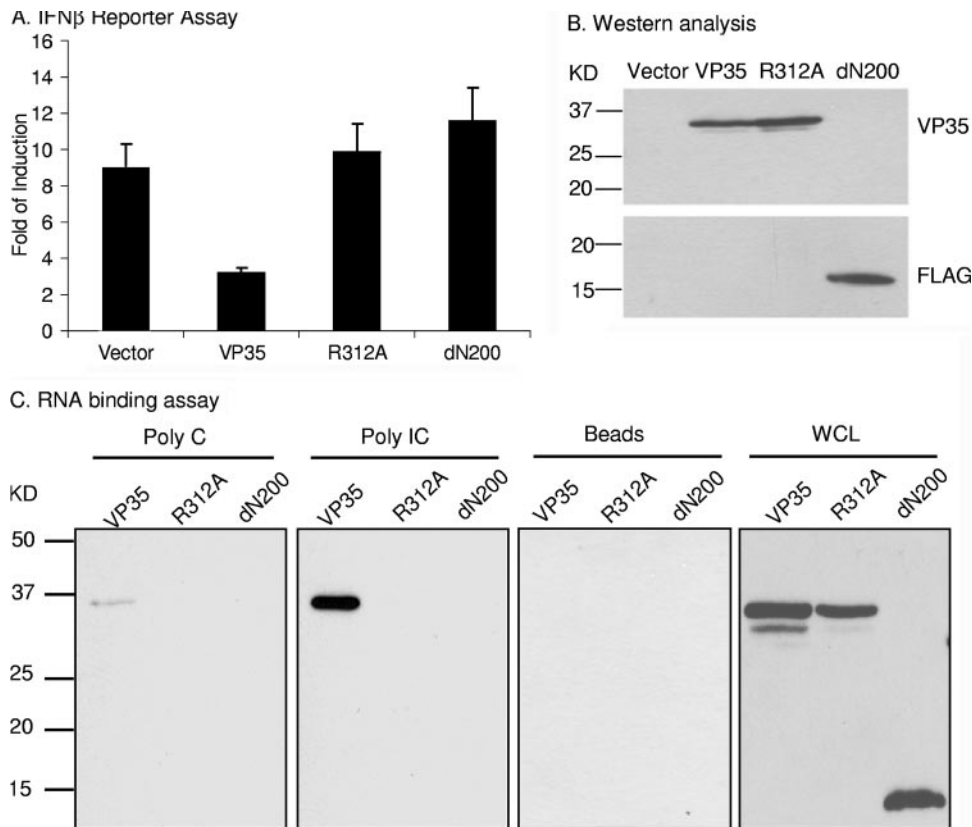 A. IFNβ Reporter Assay
16
14
12
10
8
6
4
2
0
Fold of Induction
Vector VP35 R312A dN200
B. Western analysis
KD Vector VP35 R312A dN200
37
25
20
VP35
20
15
FLAG
C. RNA binding assay
Poly C Poly IC Beads WCL
KD VP35 R312A dN200 VP35 R312A dN200 VP35 R312A dN200 VP35 R312A dN200
50
37
25
20
15